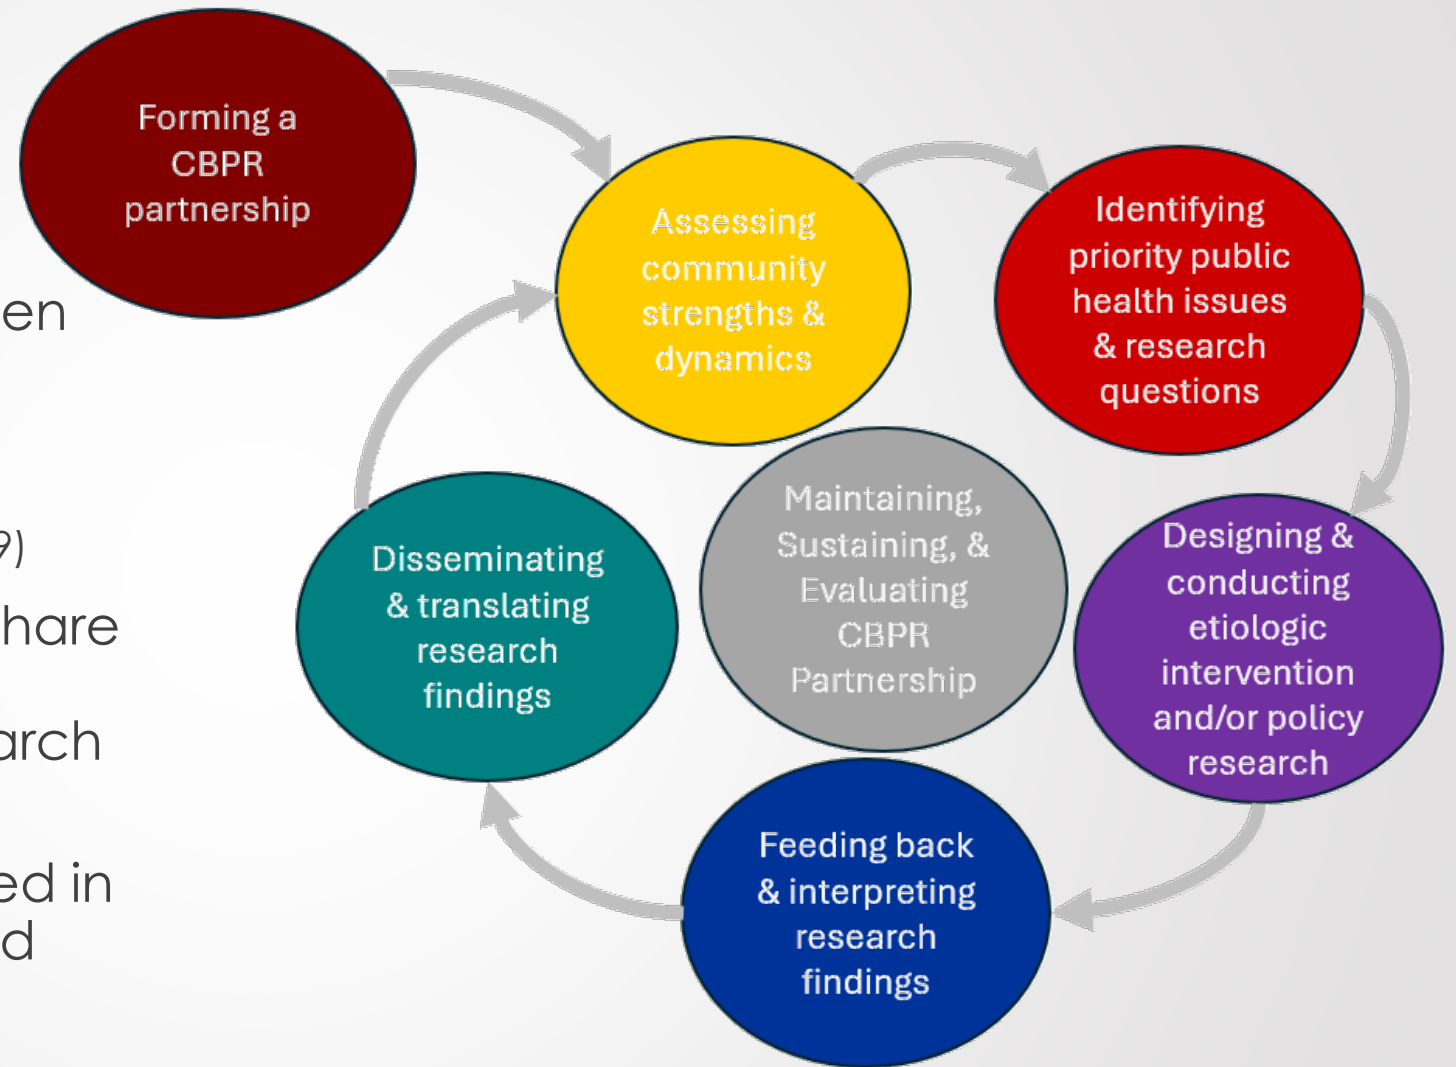 Forming a
CBPR
partnership
Assessing
community
strengths &
dynamics
Identifying
priority public
health issues
& research
questions
Designing &
conducting
etiologic
intervention
and/or policy
research
Feeding back
& interpreting
research
findings
Disseminating
& translating
research
findings
Maintaining,
Sustaining, &
Evaluating
CBPR
Partnership
en
9)
hare
arch
ed in
d